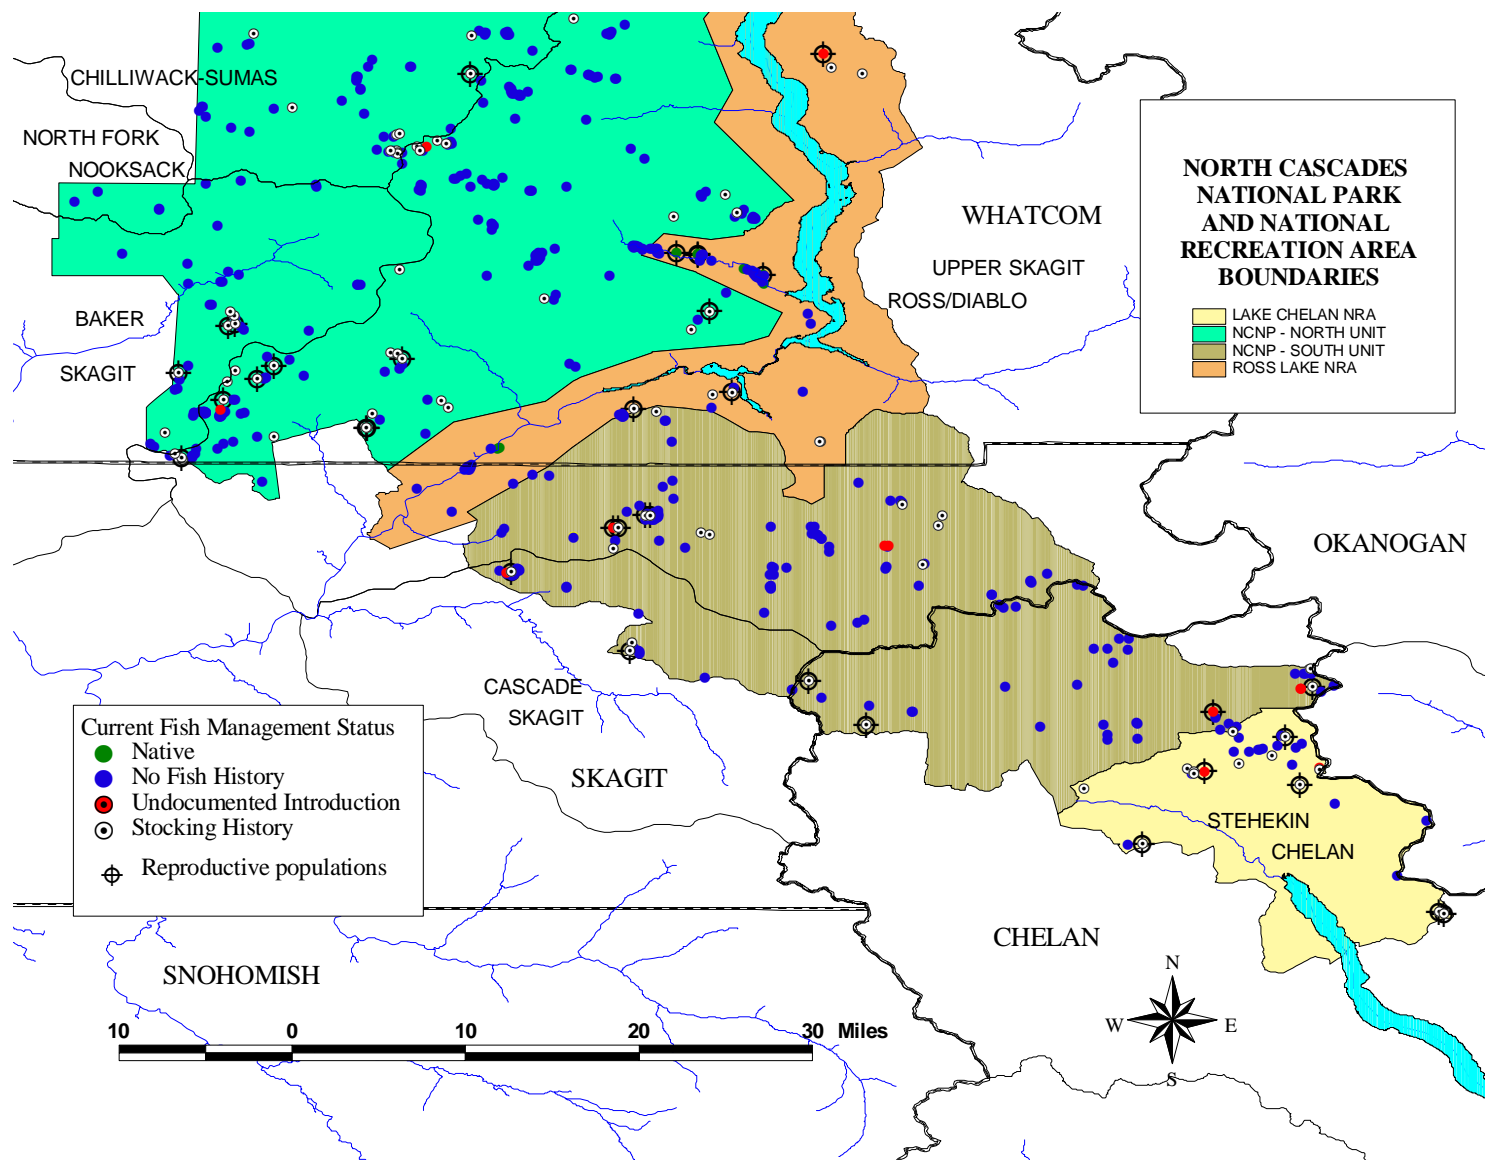 CHILLIWACK-SUMAS
NORTH FORK
NOOKSACK
BAKER
SKAGIT
WHATCOM
UPPER SKAGIT
ROSS/DIABLO
NORTH CASCADES
NATIONAL PARK
AND NATIONAL
RECREATION AREA
BOUNDARIES
LAKE CHELAN NRA
NCNP - NORTH UNIT
NCNP - SOUTH UNIT
ROSS LAKE NRA
OKANOGAN
CASCADE
SKAGIT
SKAGIT
Current Fish Management Status
Native
No Fish History
Undocumented Introduction
Stocking History
Reproductive populations
STEHEKIN
CHELAN
CHELAN
SNOHOMISH
N
W E
S
10 0 10 20 30 Miles